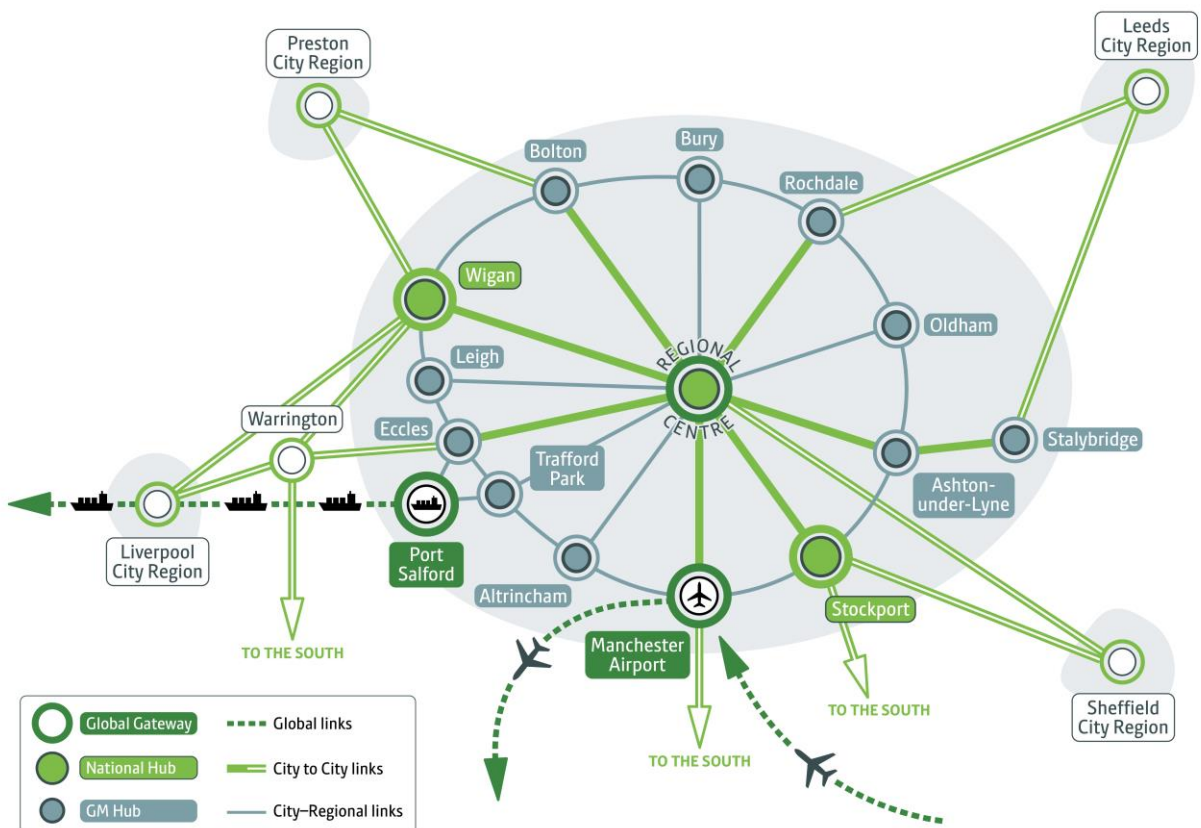 Preston
City Region
Leeds
City Region
Bury
Bolton
Rochdale
Wigan
Oldham
REGIONAL
CENTRE
Leigh
Warrington
Eccles
Stalybridge
Trafford
Park
Ashton-
under-Lyne
Liverpool
City Region
Port
Salford
Altrincham
Stockport
Manchester
Airport
TO THE SOUTH
Sheffield
City Region
TO THE SOUTH
TO THE SOUTH
Global Gateway
Global links
National Hub
City to City links
GM Hub
City–Regional links